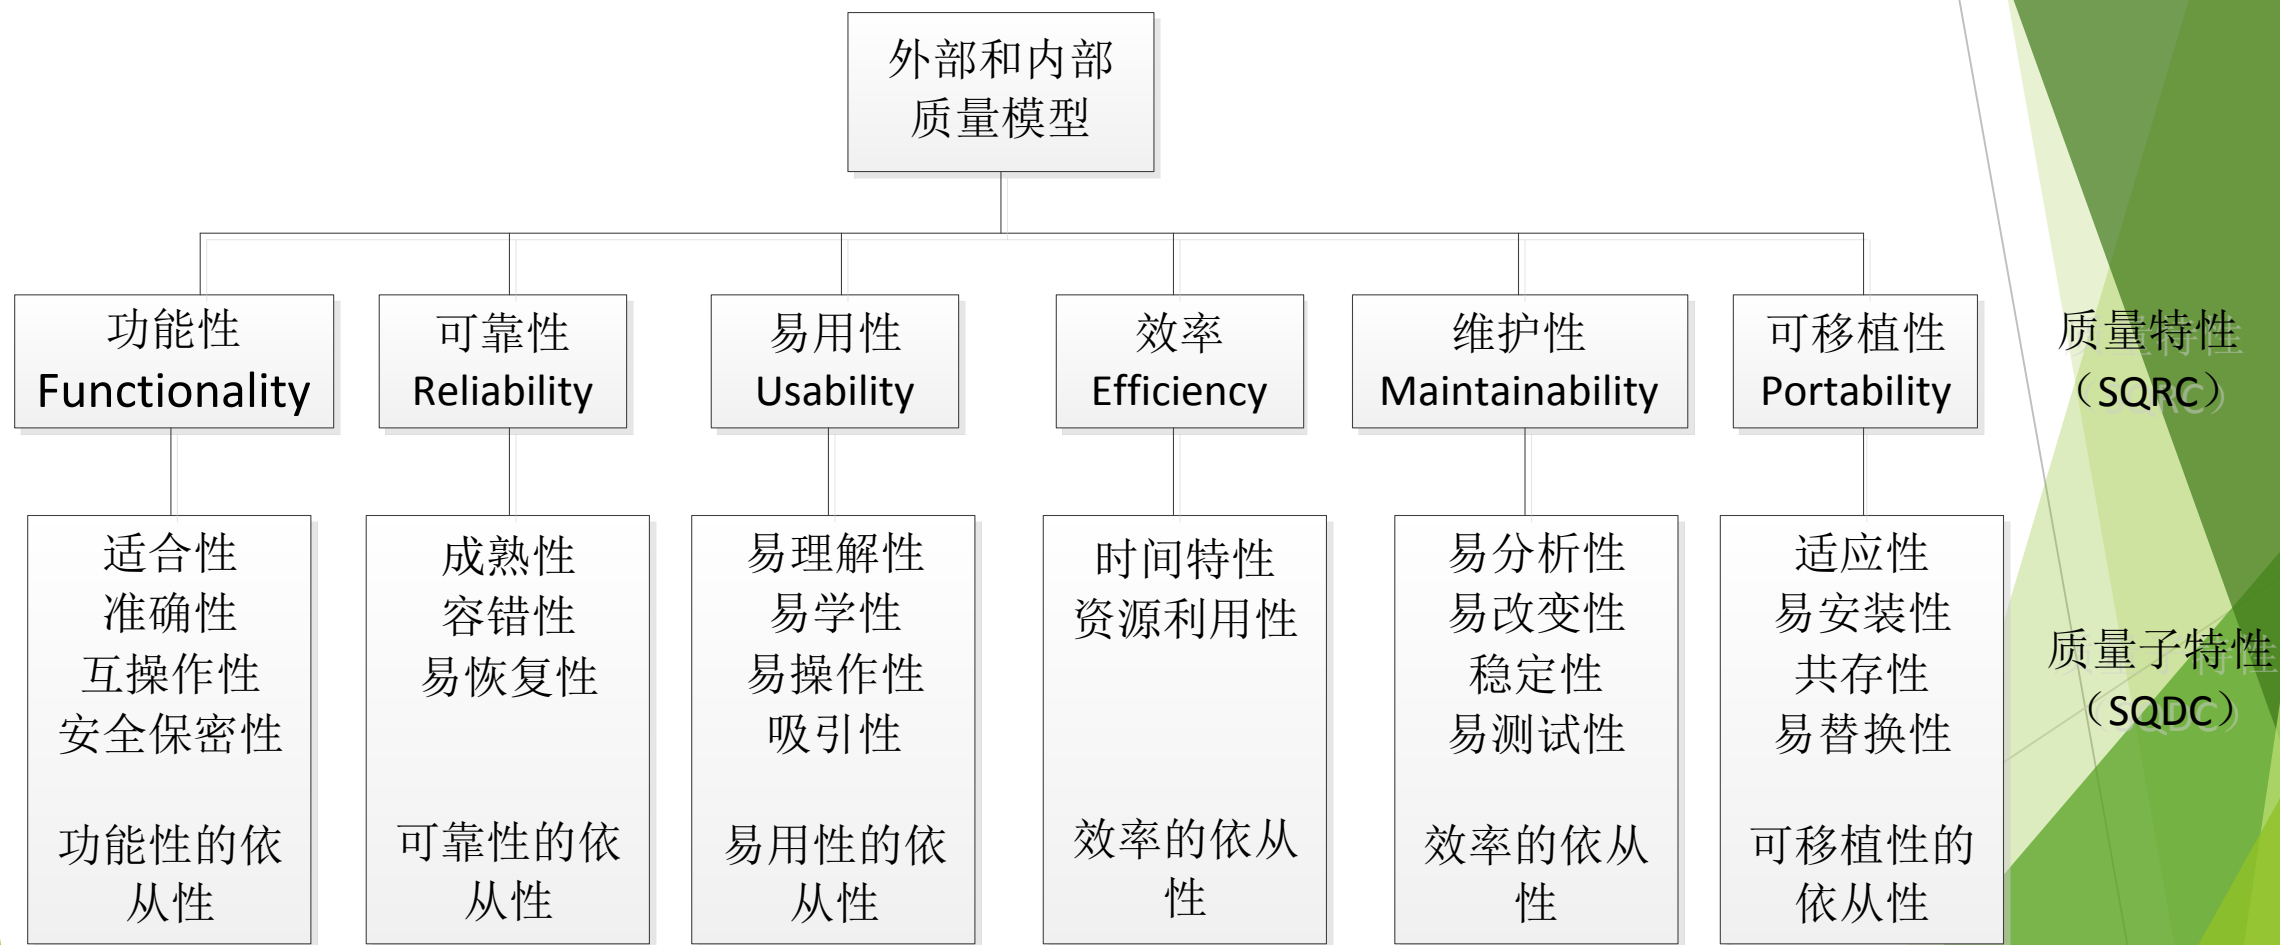 外部和内部
质量模型
功能性
Functionality
可靠性
Reliability
易用性
Usability
效率
Efficiency
维护性
Maintainability
可移植性
Portability
质量特性
（SQRC）
适合性
准确性
互操作性
安全保密性
功能性的依
从性
成熟性
容错性
易恢复性
可靠性的依
从性
易理解性
易学性
易操作性
吸引性
易用性的依
从性
时间特性
资源利用性
效率的依从
性
易分析性
易改变性
稳定性
易测试性
效率的依从
性
适应性
易安装性
共存性
易替换性
可移植性的
依从性
质量子特性
（SQDC）